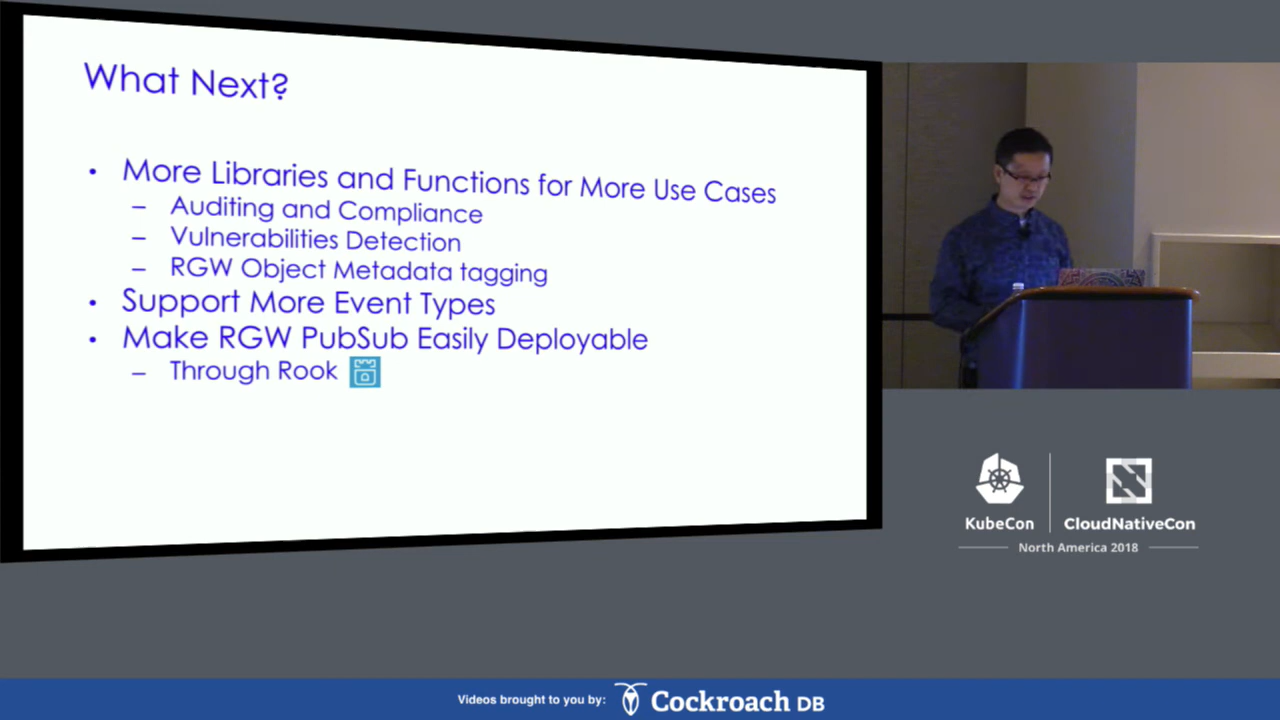 What Next?
• More Libraries and Functions for More Use Cases
– Auditing and Compliance
– Vulnerabilities Detection
– RGW Object Metadata tagging
• Support More Event Types
• Make RGW PubSub Easily Deployable
– Through Rook
KubeCon
CloudNativeCon
North America 2018
Videos brought to you by:
Cockroach DB